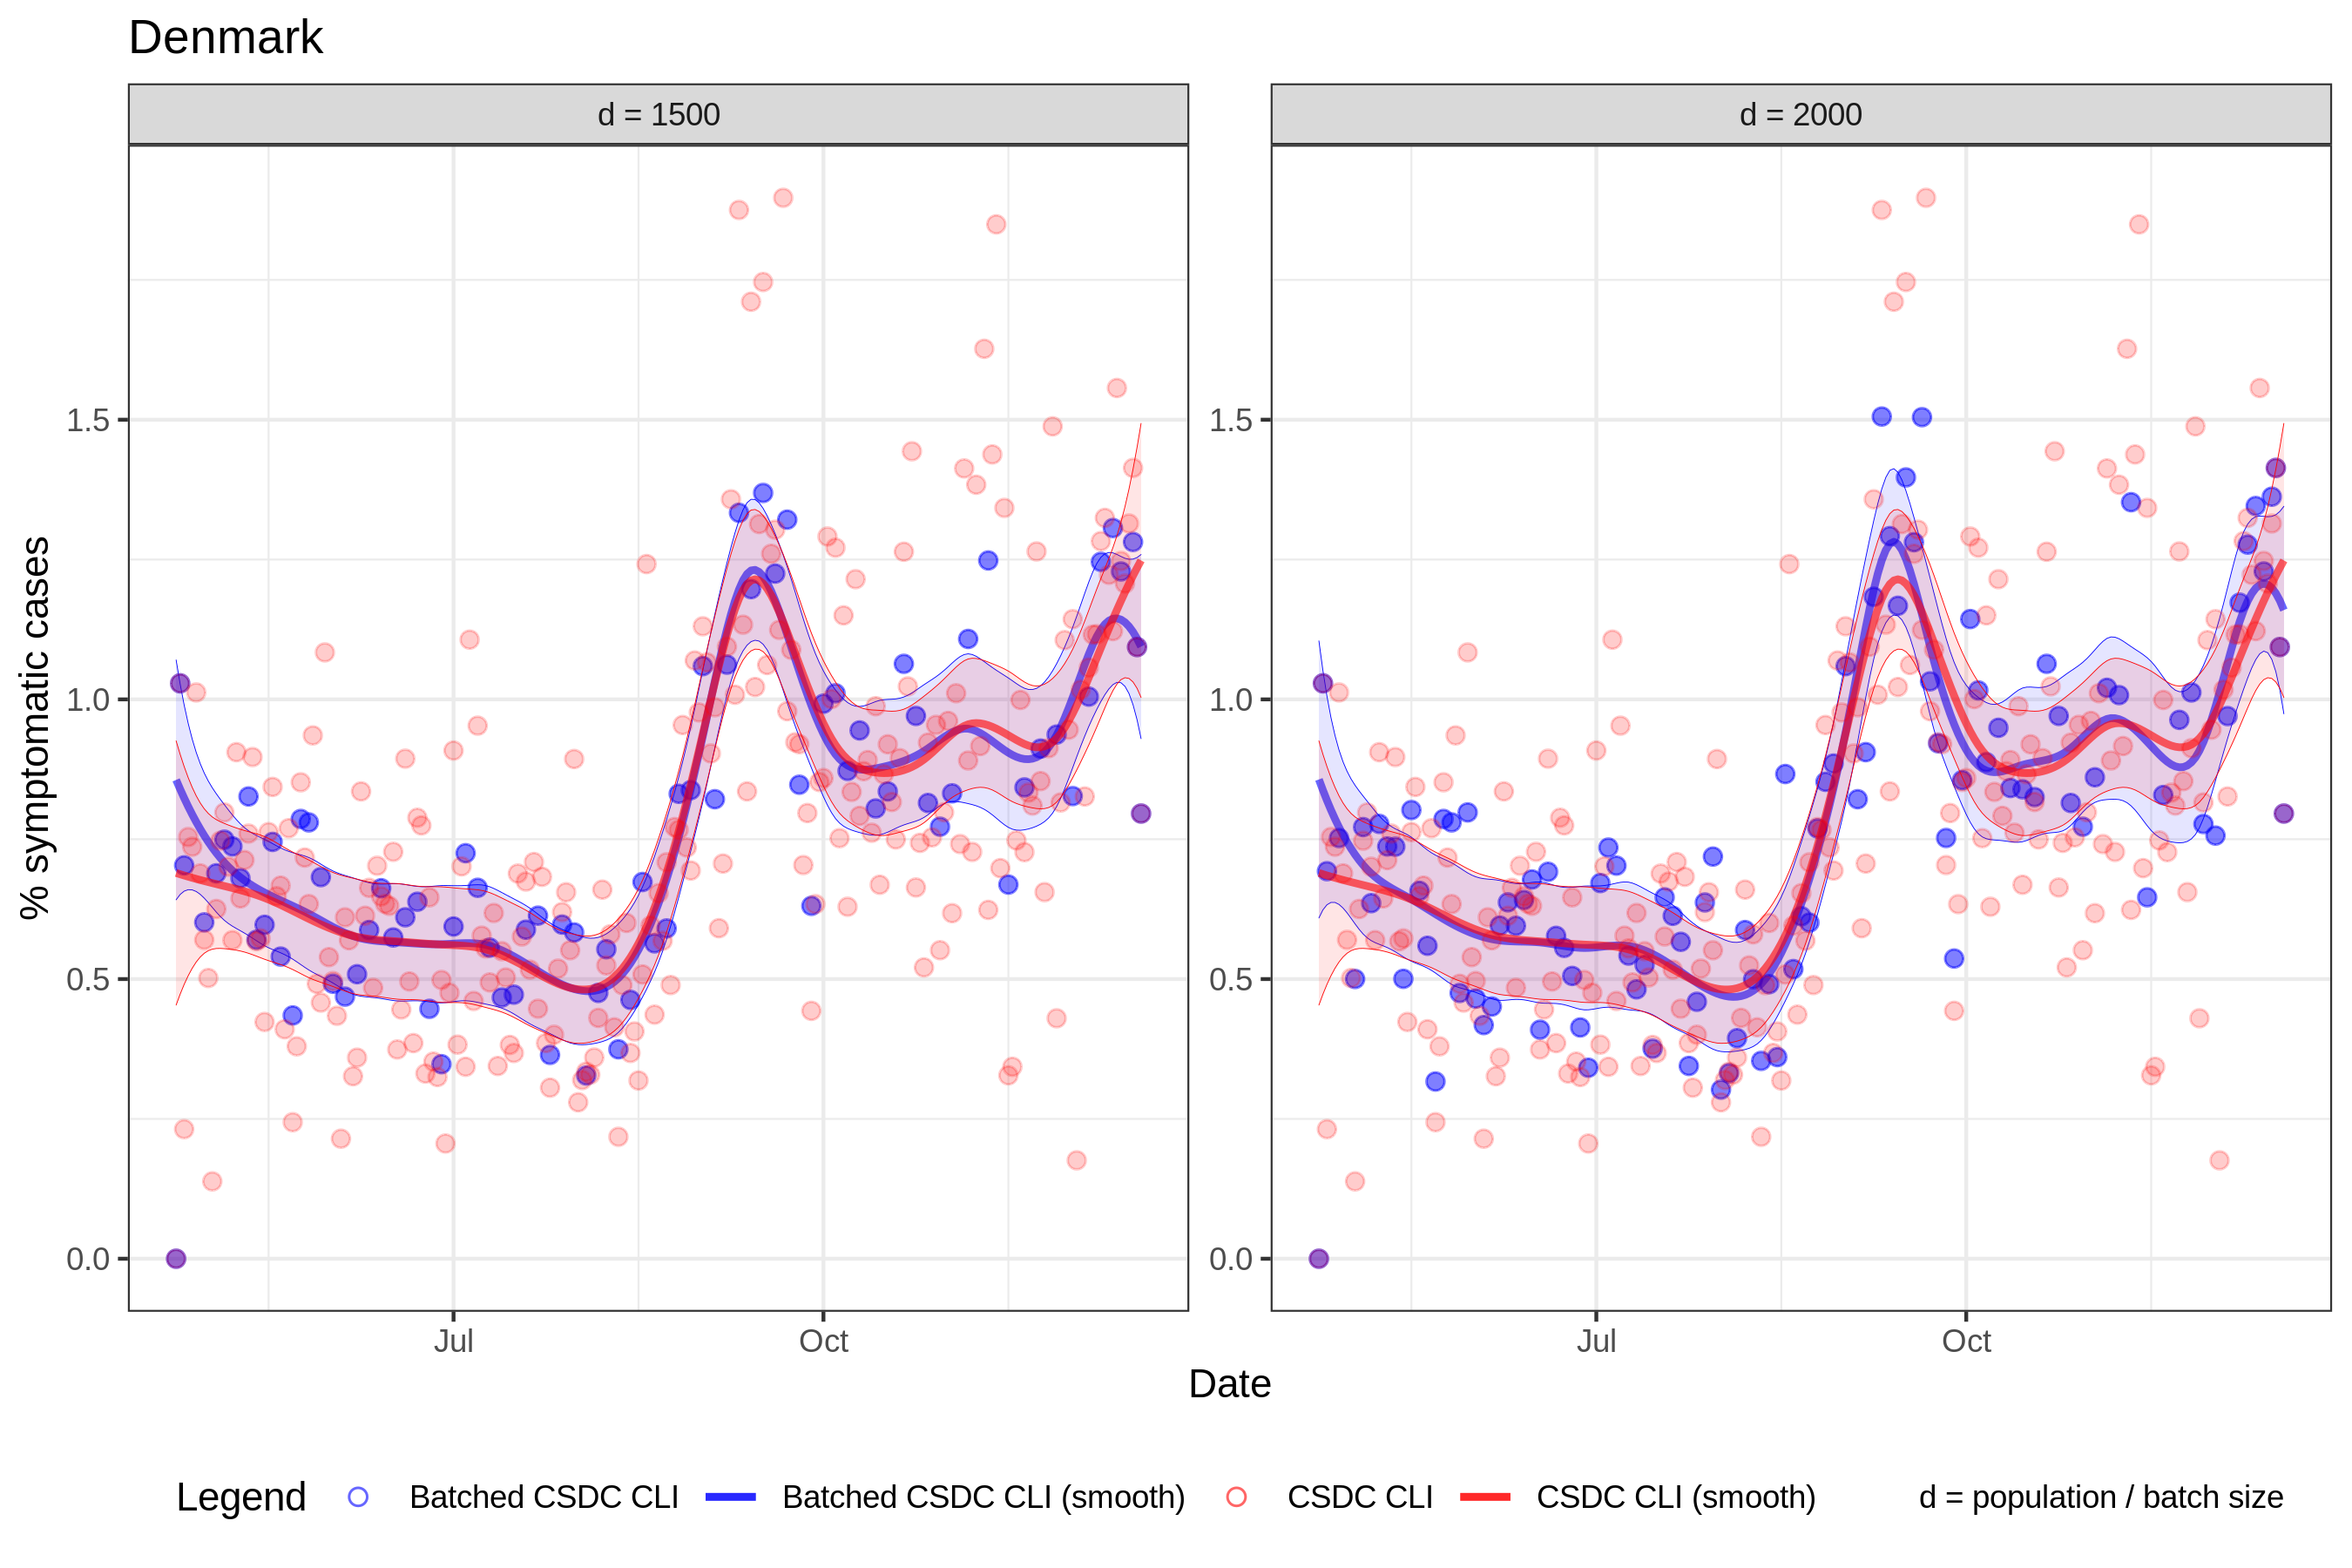 Denmark
d = 1500
d = 2000
% symptomatic cases
1.5
1.0
0.5
0.0
1.5
1.0
0.5
0.0
Jul
Oct
Jul
Oct
Date
Legend
Batched CSDC CLI
Batched CSDC CLI (smooth)
CSDC CLI
CSDC CLI (smooth)
d = population / batch size